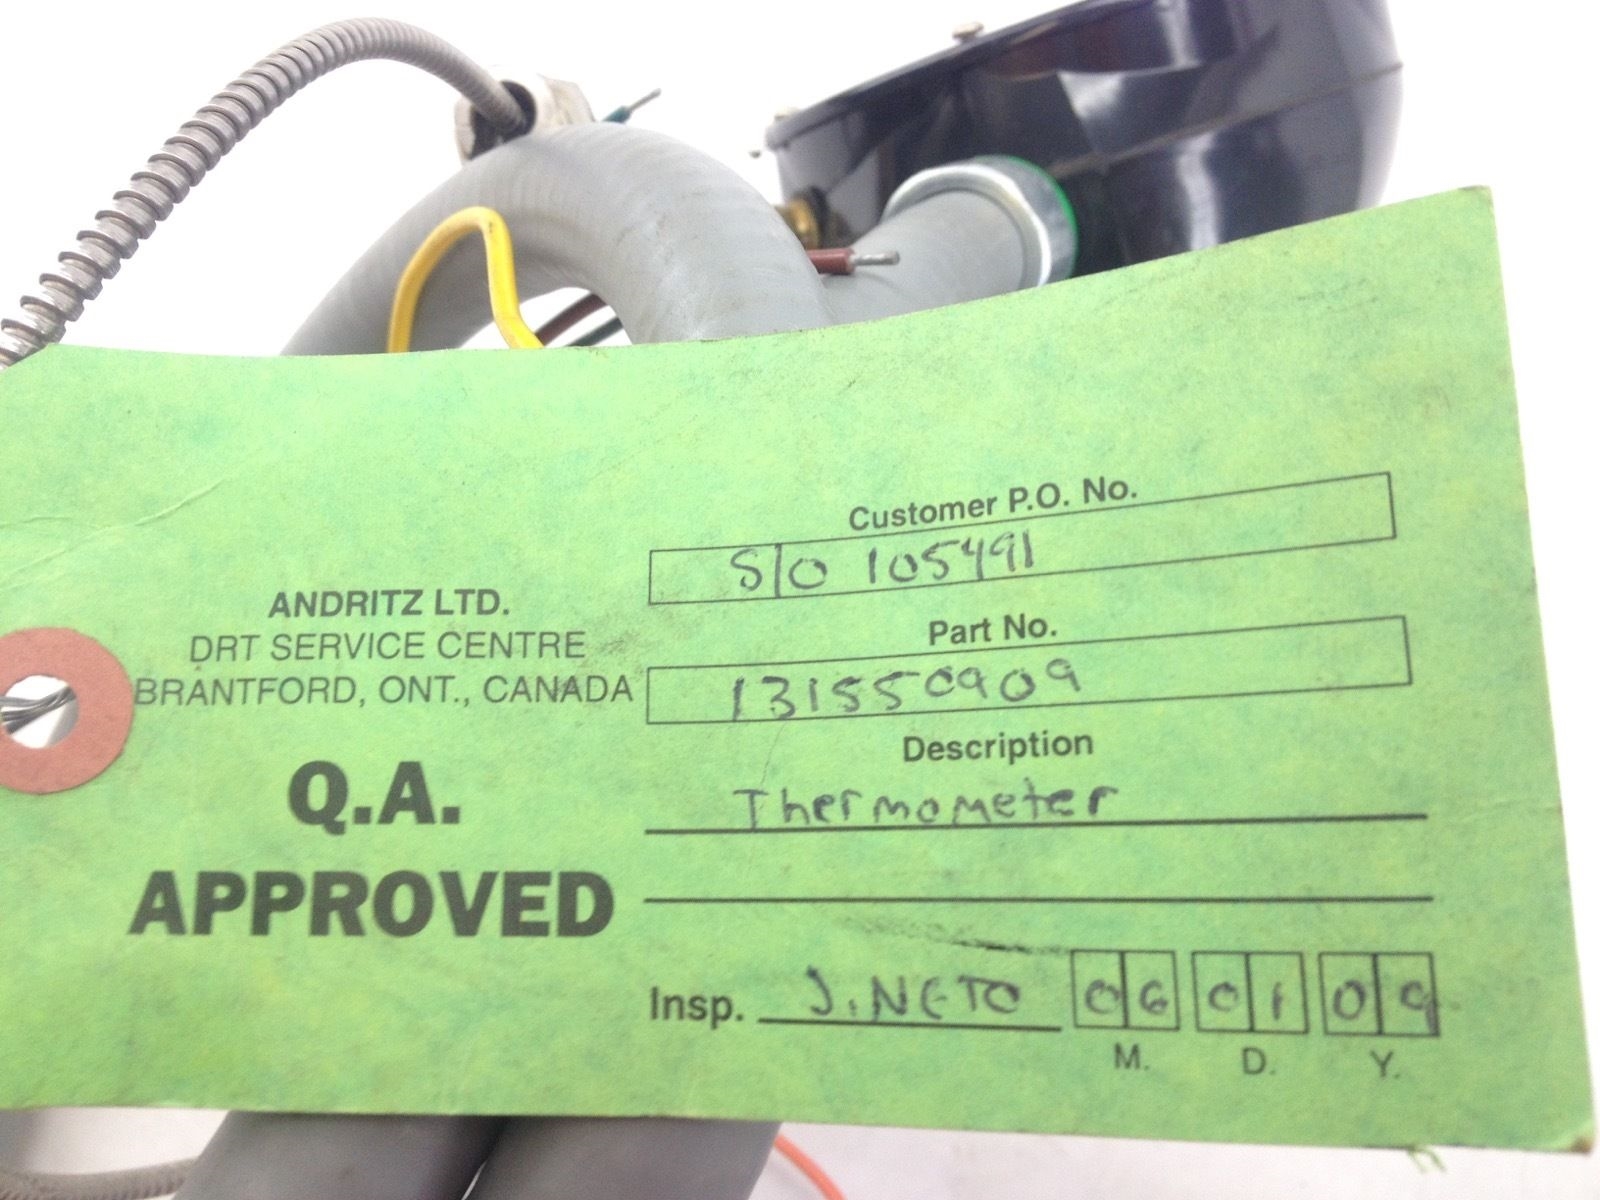 ANDRITZ LTD.
DRT SERVICE CENTRE
BRANTFORD, ONT., CANADA
Q.A.
APPROVED
Customer P.O. No.
S/O 105491
Part No.
131550909
Description
Thermometer
Insp. J. NETO 06 01 09
M. D. Y.